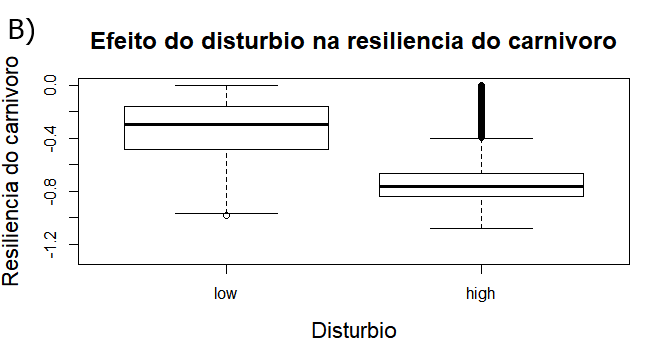 B)
Efeito do disturbio na resiliencia do carnivoro
Resiliencia do carnivoro
0.0
-0.4
-0.8
-1.2
low
high
Disturbio